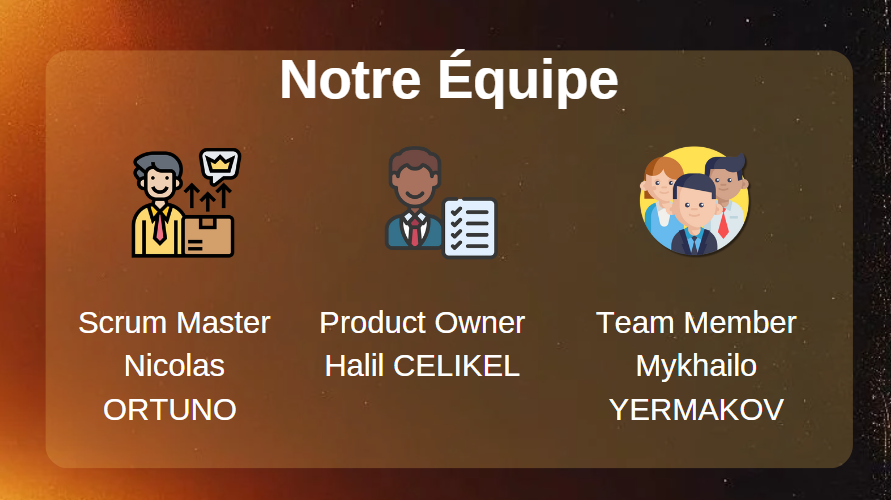 Notre Équipe
Scrum Master
Nicolas
ORTUNO
Product Owner
Halil CELIKEL
Team Member
Mykhailo
YERMAKOV